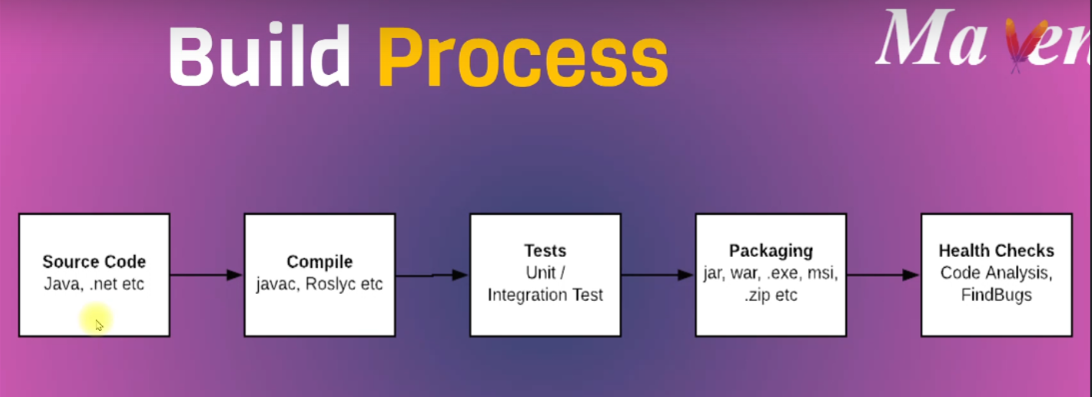 Build Process
Maven
Source Code
Java, .net etc
Compile
javac, Roslyc etc
Tests
Unit /
Integration Test
Packaging
jar, war, .exe, msi,
.zip etc
Health Checks
Code Analysis,
FindBugs